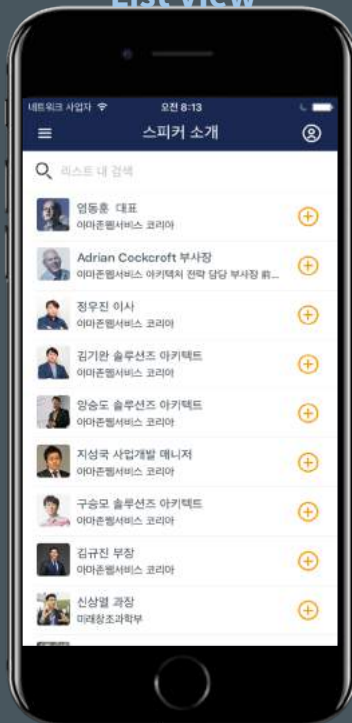 List View
네트워크 사업자 오전 8:13
스피커 소개
리스트 내 검색
염동훈 대표
아마존웹서비스 코리아
Adrian Cockcroft 부사장
아마존웹서비스 아키텍처 전략 담당 부사장 前...
정우진 이사
아마존웹서비스 코리아
김기완 솔루션즈 아키텍트
아마존웹서비스 코리아
양승도 솔루션즈 아키텍트
아마존웹서비스 코리아
지성국 사업개발 매니저
아마존웹서비스 코리아
구승모 솔루션즈 아키텍트
아마존웹서비스 코리아
김규진 부장
아마존웹서비스 코리아
신상열 과장
미래창조과학부